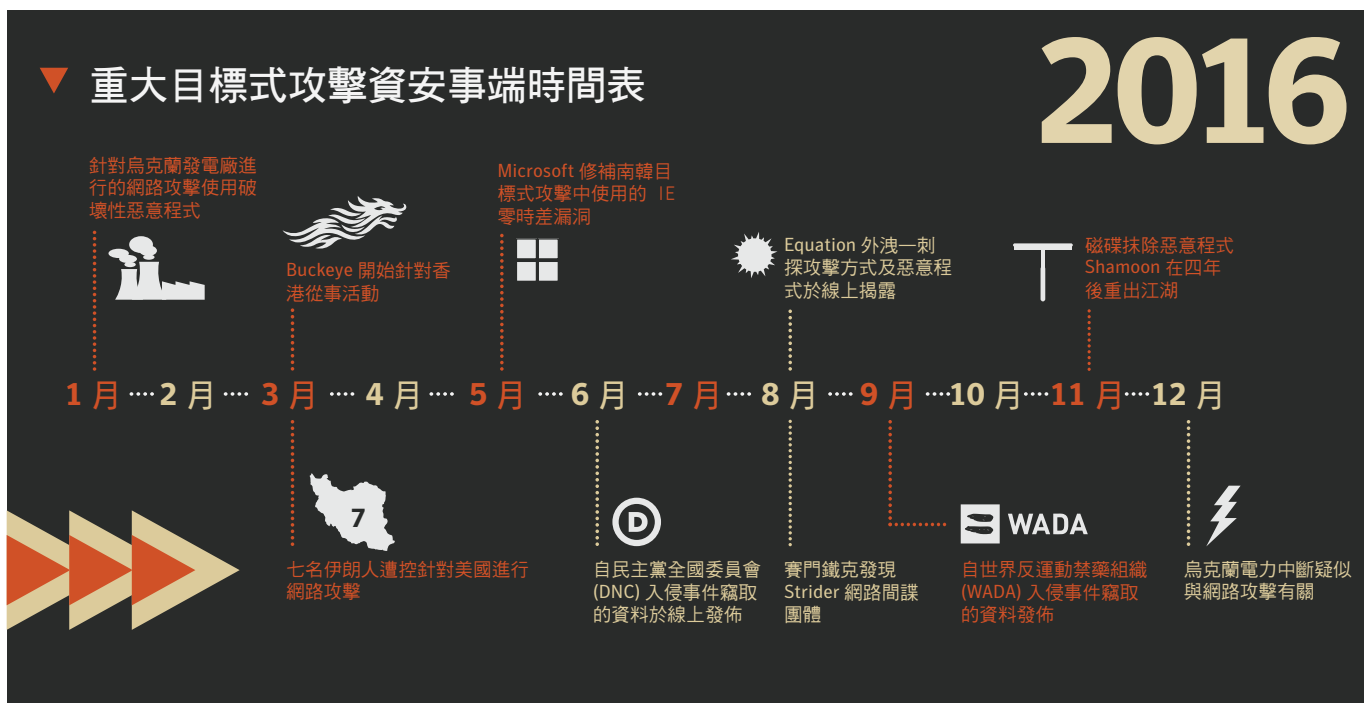 重大目標式攻擊資安事端時間表
2016
針對烏克蘭發電廠進
行的網路攻擊使用破
壞性惡意程式
Buckeye 開始針對香
港從事活動
Microsoft 修補南韓目
標式攻擊中使用的 IE
零時差漏洞
Equation 外洩一刺
探攻擊方式及惡意程
式於線上揭露
磁碟抹除惡意程式
Shamoon 在四年
後重出江湖
1 月 ···· 2 月 ···· 3 月 ···· 4 月 ···· 5 月 ···· 6 月 ···· 7 月 ···· 8 月 ···· 9 月 ···· 10 月 ···· 11 月 ···· 12 月
7
七名伊朗人遭控針對美國進行
網路攻擊
D
自民主黨全國委員會
(DNC) 入侵事件竊取
的資料於線上發佈
賽門鐵克發現
Strider 網路間諜
團體
WADA
自世界反運動禁藥組織
(WADA) 入侵事件竊取
的資料發佈
烏克蘭電力中斷疑似
與網路攻擊有關